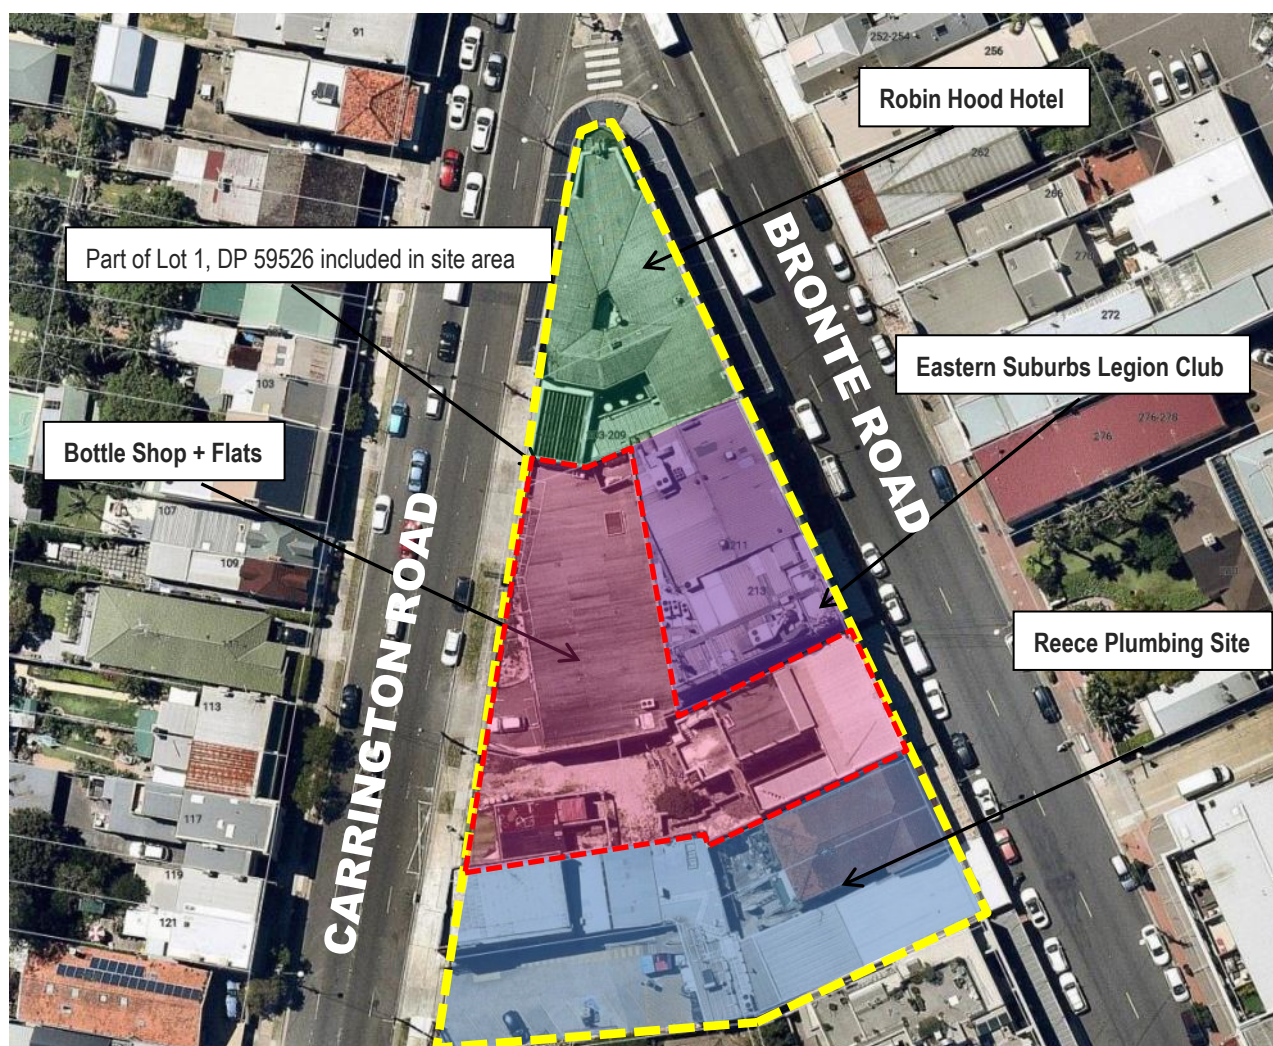 91
252-254
256
Robin Hood Hotel
262
266
270
Part of Lot 1, DP 59526 included in site area
BRONTE ROAD
272
103
Eastern Suburbs Legion Club
276-278
276
Bottle Shop + Flats
107
211
109
213
CARRINGTON ROAD
Reece Plumbing Site
113
117
119
121